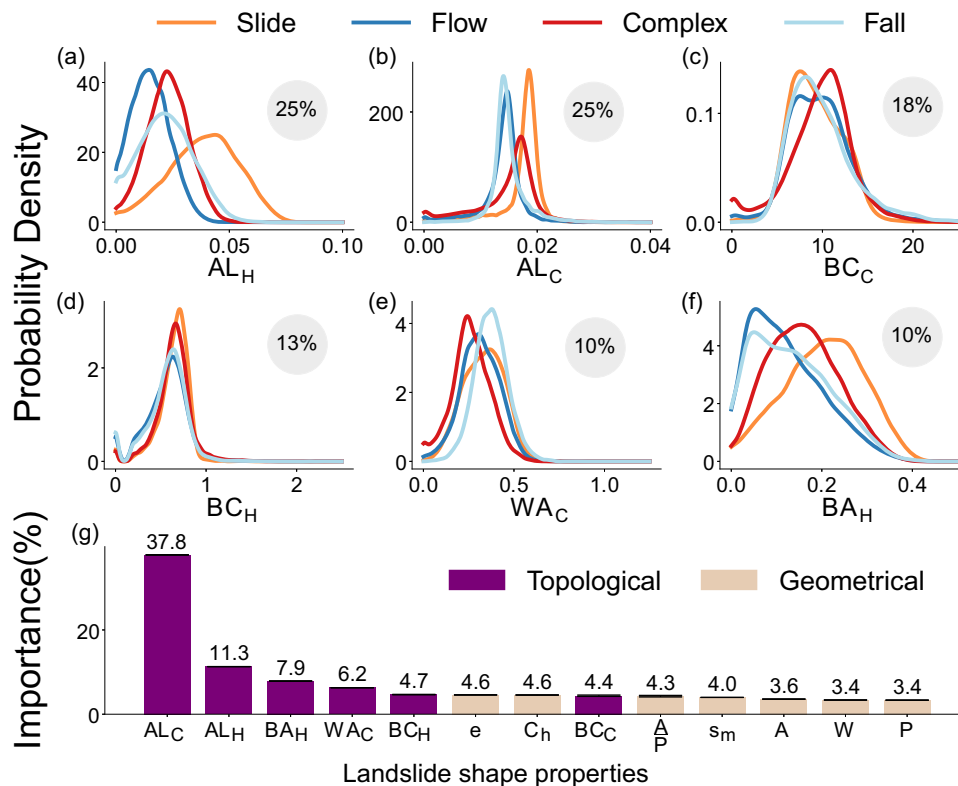 Slide Flow Complex Fall
(a) (b) (c)
25% 25% 18%
40 20 0
200 0
0.1 0.0
0.00 0.05 0.10
0.00 0.02 0.04
0 10 20
AL_H AL_C BC_C
Probability Density
(d) (e) (f)
13% 10% 10%
2 0
4 2 0
4 2 0
0 1 2
0.0 0.5 1.0
0.0 0.2 0.4
BC_H WA_C BA_H
(g)
Importance(%)
20
0
Topological Geometrical
37.8 11.3 7.9 6.2 4.7 4.6 4.6 4.4 4.3 4.0 3.6 3.4 3.4
AL_C AL_H BA_H WA_C BC_H e C_h BC_C A/P s_m A W P
Landslide shape properties